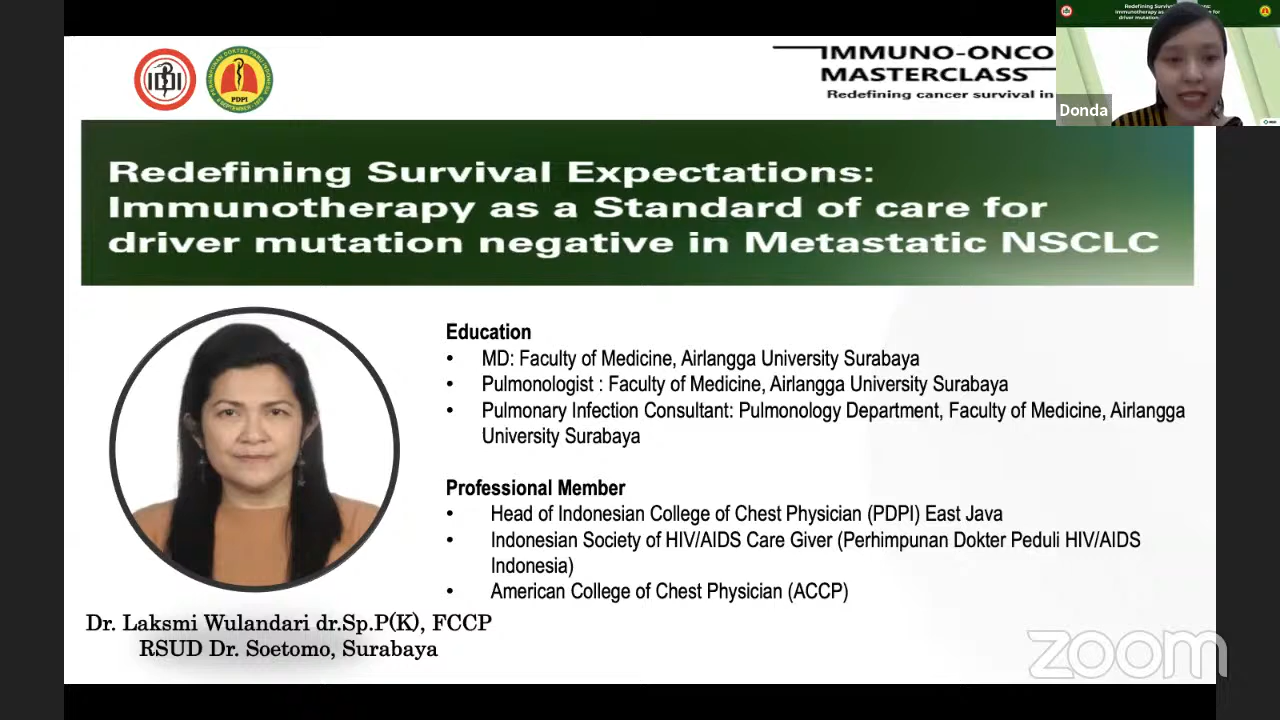 IDI
PDPI
IMMUNO-ONCO
MASTERCLASS
Redefining cancer survival in
Donda
Redefining Survival Expectations:
Immunotherapy as a Standard of care for
driver mutation negative in Metastatic NSCLC
Education
• MD: Faculty of Medicine, Airlangga University Surabaya
• Pulmonologist : Faculty of Medicine, Airlangga University Surabaya
• Pulmonary Infection Consultant: Pulmonology Department, Faculty of Medicine, Airlangga
University Surabaya
Professional Member
• Head of Indonesian College of Chest Physician (PDPI) East Java
• Indonesian Society of HIV/AIDS Care Giver (Perhimpunan Dokter Peduli HIV/AIDS
Indonesia)
• American College of Chest Physician (ACCP)
Dr. Laksmi Wulandari dr.Sp.P(K), FCCP
RSUD Dr. Soetomo, Surabaya
zoom